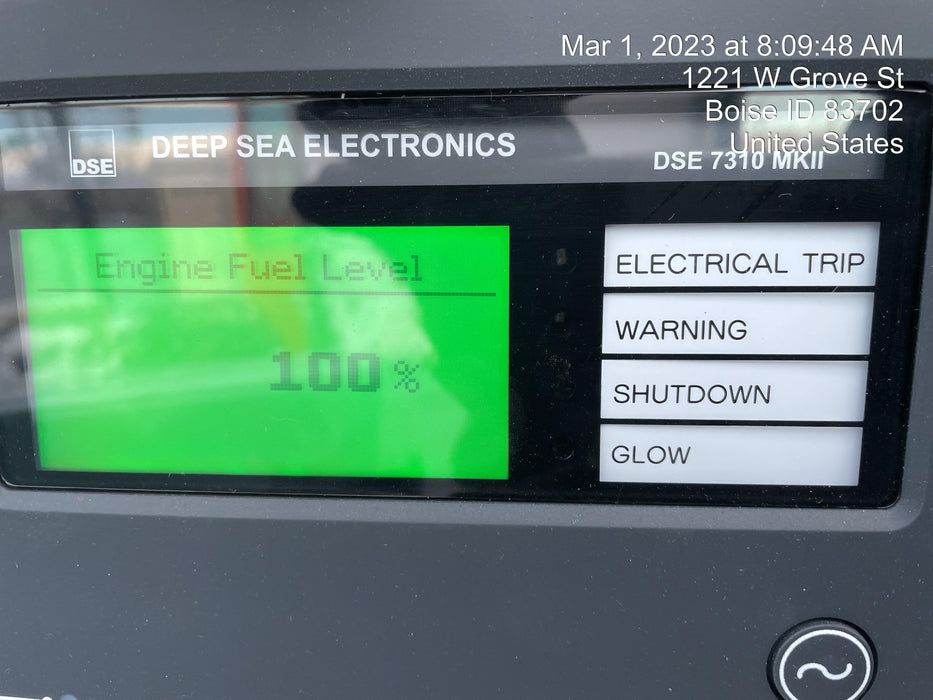 Mar 1, 2023 at 8:09:48 AM
1221 W Grove St
Boise ID 83702
United States
DSE
DEEP SEA ELECTRONICS
DSE 7310 MKII
Engine Fuel Level
100 %
ELECTRICAL TRIP
WARNING
SHUTDOWN
GLOW